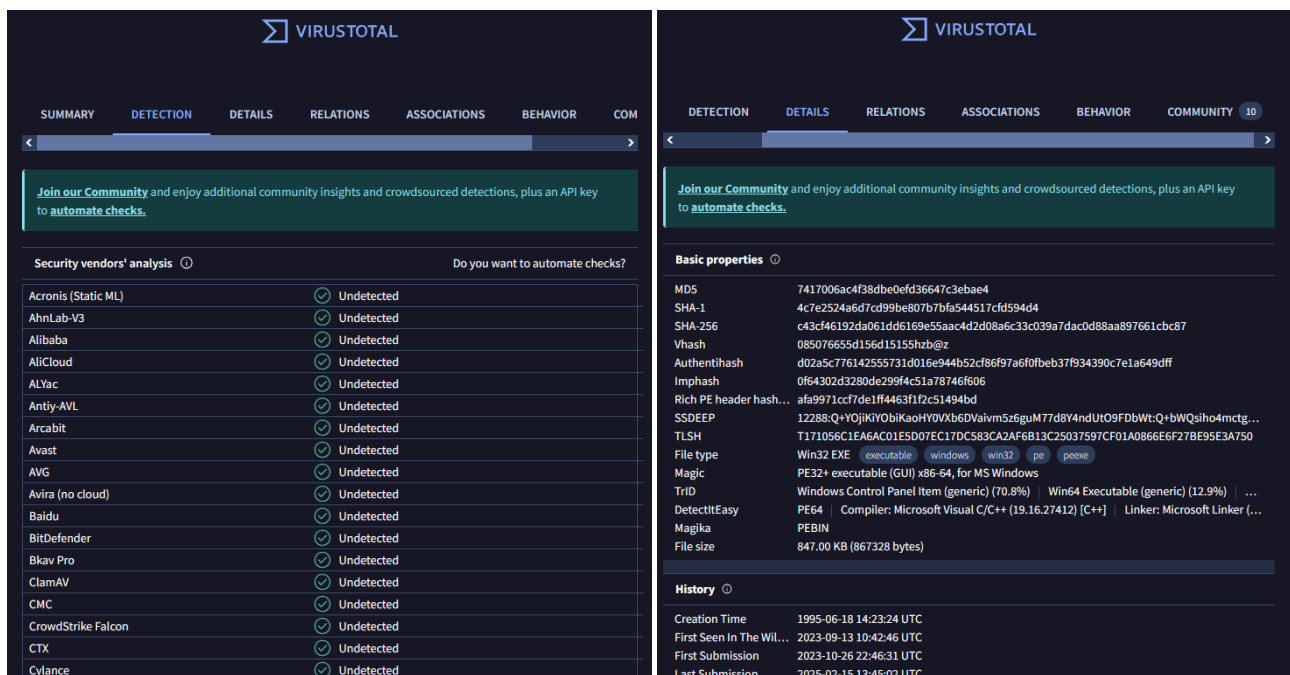 VIRUSTOTAL
SUMMARY DETECTION DETAILS RELATIONS ASSOCIATIONS BEHAVIOR COM
Join our Community and enjoy additional community insights and crowdsourced detections, plus an API key
to automate checks.
Security vendors' analysis Do you want to automate checks?
Acronis (Static ML) Undetected
AhnLab-V3 Undetected
Alibaba Undetected
AliCloud Undetected
ALYac Undetected
Antiy-AVL Undetected
Arcabit Undetected
Avast Undetected
AVG Undetected
Avira (no cloud) Undetected
Baidu Undetected
BitDefender Undetected
Bkav Pro Undetected
ClamAV Undetected
CMC Undetected
CrowdStrike Falcon Undetected
CTX Undetected
Cylance Undetected
VIRUSTOTAL
DETECTION DETAILS RELATIONS ASSOCIATIONS BEHAVIOR COMMUNITY 10
Join our Community and enjoy additional community insights and crowdsourced detections, plus an API key
to automate checks.
Basic properties
MD5 7417006ac4f38dbe0efd36647c3ebae4
SHA-1 4c7e2524a6d7cd99be807b7bfa544517cfd594d4
SHA-256 c43cf46192da061dd6169e55aac4d2d08a6c33c039a7dac0d88aa897661cbc87
Vhash 085076655d156d15155hzb@z
Authentihash d02a5c776142555731d016e944b52cf86f97a6f0fbeb37f934390c7e1a649dff
Imphash 0f64302d3280de299f4c51a78746f606
Rich PE header hash... afa9971ccf7de1ff4463f1f2c51494bd
SSDEEP 12288:Q+YOjiKiYObiKaoHY0VXb6DVaivm5z6guM77d8Y4ndUtO9FDbWt:Q+bWQsiho4mctg...
TLSH T171056C1EA6AC01E5D07EC17DC583CA2AF6B13C25037597CF01A0866E6F27BE95E3A750
File type Win32 EXE executable windows win32 pe peexe
Magic PE32+ executable (GUI) x86-64, for MS Windows
TrID Windows Control Panel Item (generic) (70.8%) | Win64 Executable (generic) (12.9%) | ...
DetectItEasy PE64 | Compiler: Microsoft Visual C/C++ (19.16.27412) [C++] | Linker: Microsoft Linker (...
Magika PEBIN
File size 847.00 KB (867328 bytes)
History
Creation Time 1995-06-18 14:23:24 UTC
First Seen In The Wil... 2023-09-13 10:42:46 UTC
First Submission 2023-10-26 22:46:31 UTC
Last Submission 2025-02-15 13:45:02 UTC